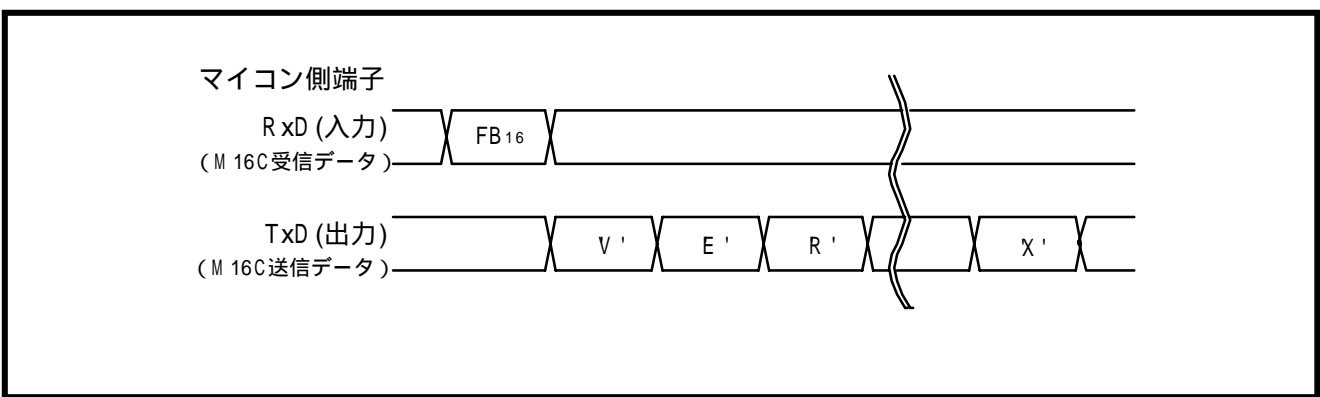 マイコン側端子
RxD (入力)
FB16
(M16C受信データ)
TxD (出力)
V ' E ' R ' 'X '
(M16C送信データ)